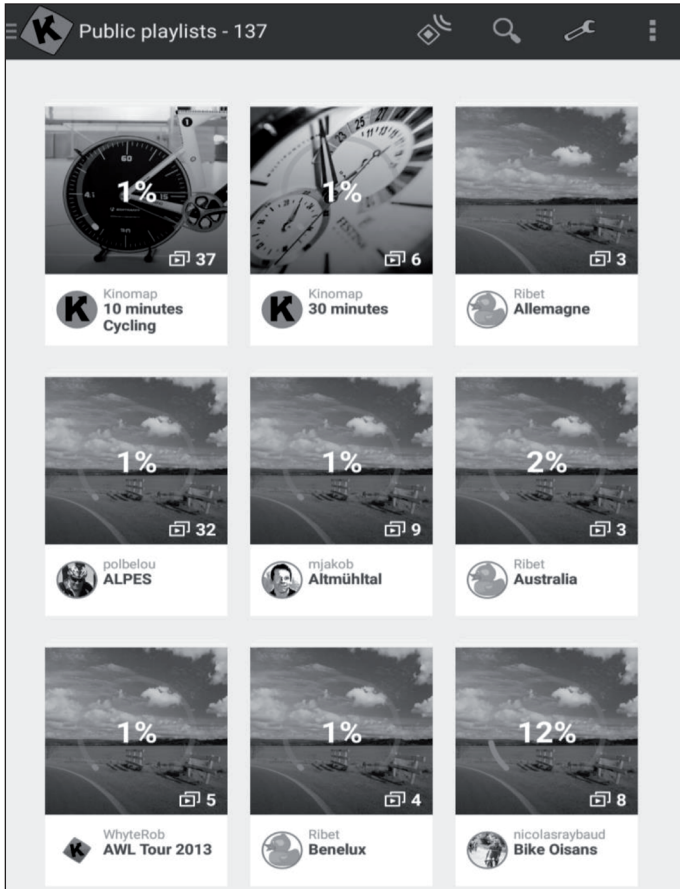 Public playlists - 137
1%
37
Kinomap
10 minutes
Cycling
1%
6
Kinomap
30 minutes
3
Ribet
Allemagne
1%
32
polbelou
ALPES
1%
9
mjakob
Altmühltal
2%
3
Ribet
Australia
1%
5
WhyteRob
AWL Tour 2013
1%
4
Ribet
Benelux
12%
8
nicolasraybaud
Bike Oisans